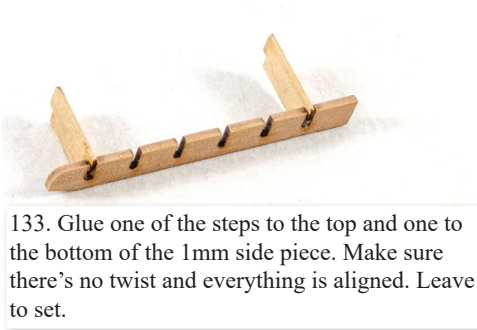 133. Glue one of the steps to the top and one to
the bottom of the 1mm side piece. Make sure
there’s no twist and everything is aligned. Leave
to set.